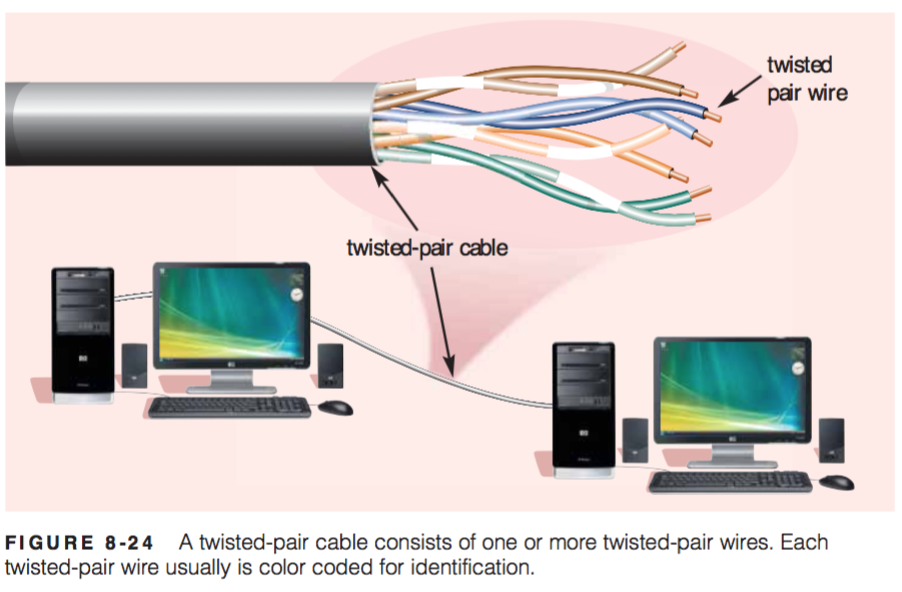 twisted
pair wire
twisted-pair cable
FIGURE 8-24 A twisted-pair cable consists of one or more twisted-pair wires. Each
twisted-pair wire usually is color coded for identification.